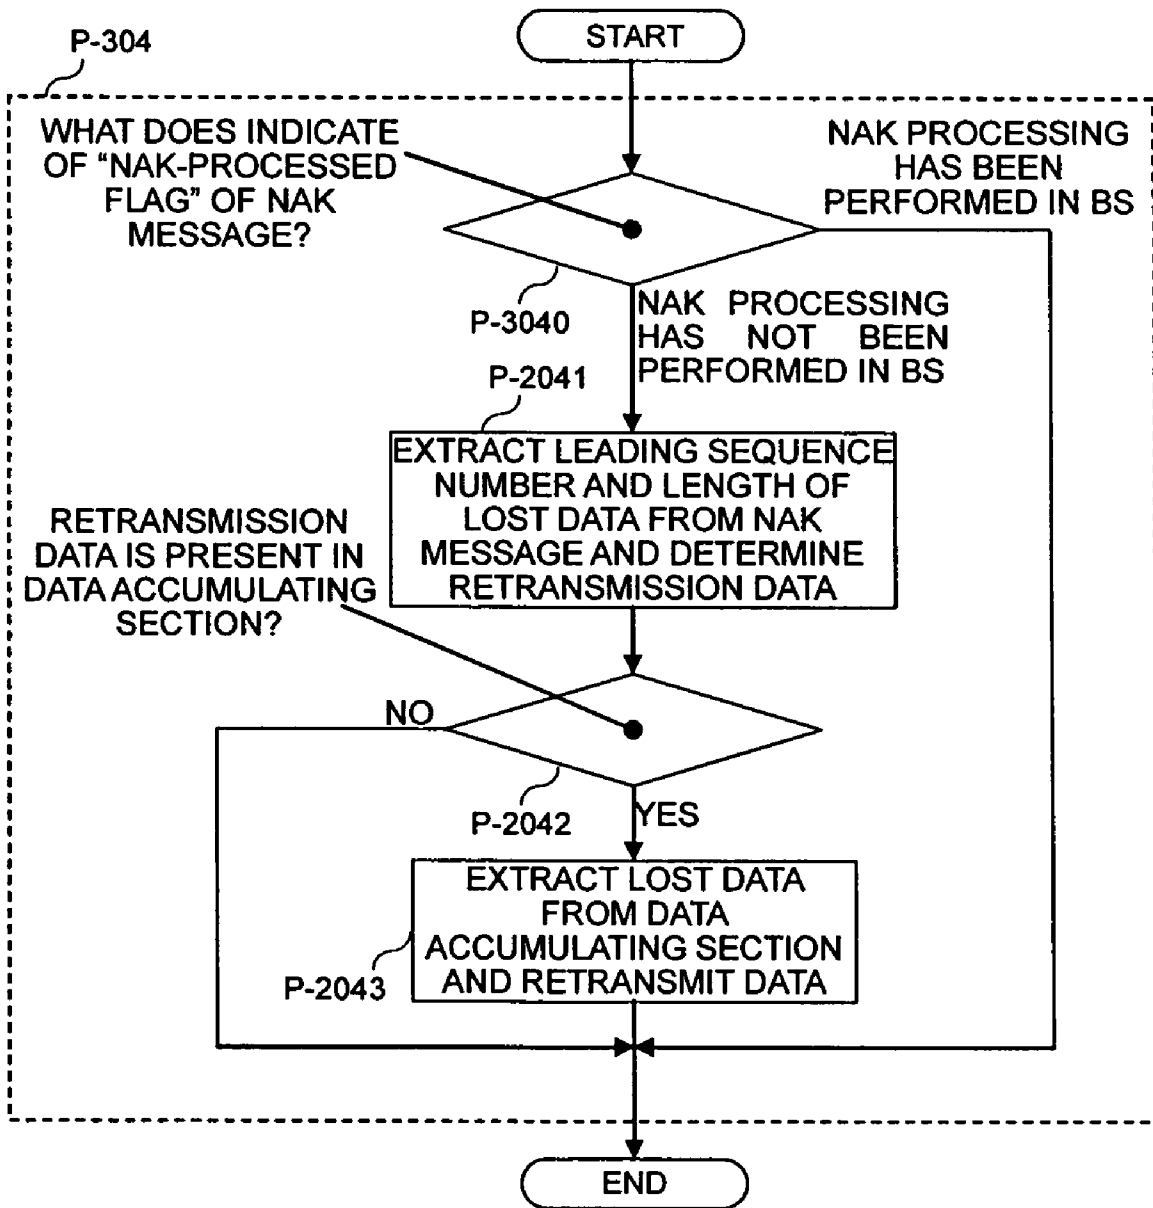 START
P-304
WHAT DOES INDICATE
OF “NAK-PROCESSED
FLAG” OF NAK
MESSAGE?
NAK PROCESSING
HAS BEEN
PERFORMED IN BS
P-3040
NAK PROCESSING
HAS NOT BEEN
PERFORMED IN BS
P-2041
EXTRACT LEADING SEQUENCE
NUMBER AND LENGTH OF
LOST DATA FROM NAK
MESSAGE AND DETERMINE
RETRANSMISSION DATA
RETRANSMISSION
DATA IS PRESENT IN
DATA ACCUMULATING
SECTION?
NO
P-2042
YES
EXTRACT LOST DATA
FROM DATA
ACCUMULATING SECTION
AND RETRANSMIT DATA
P-2043
END